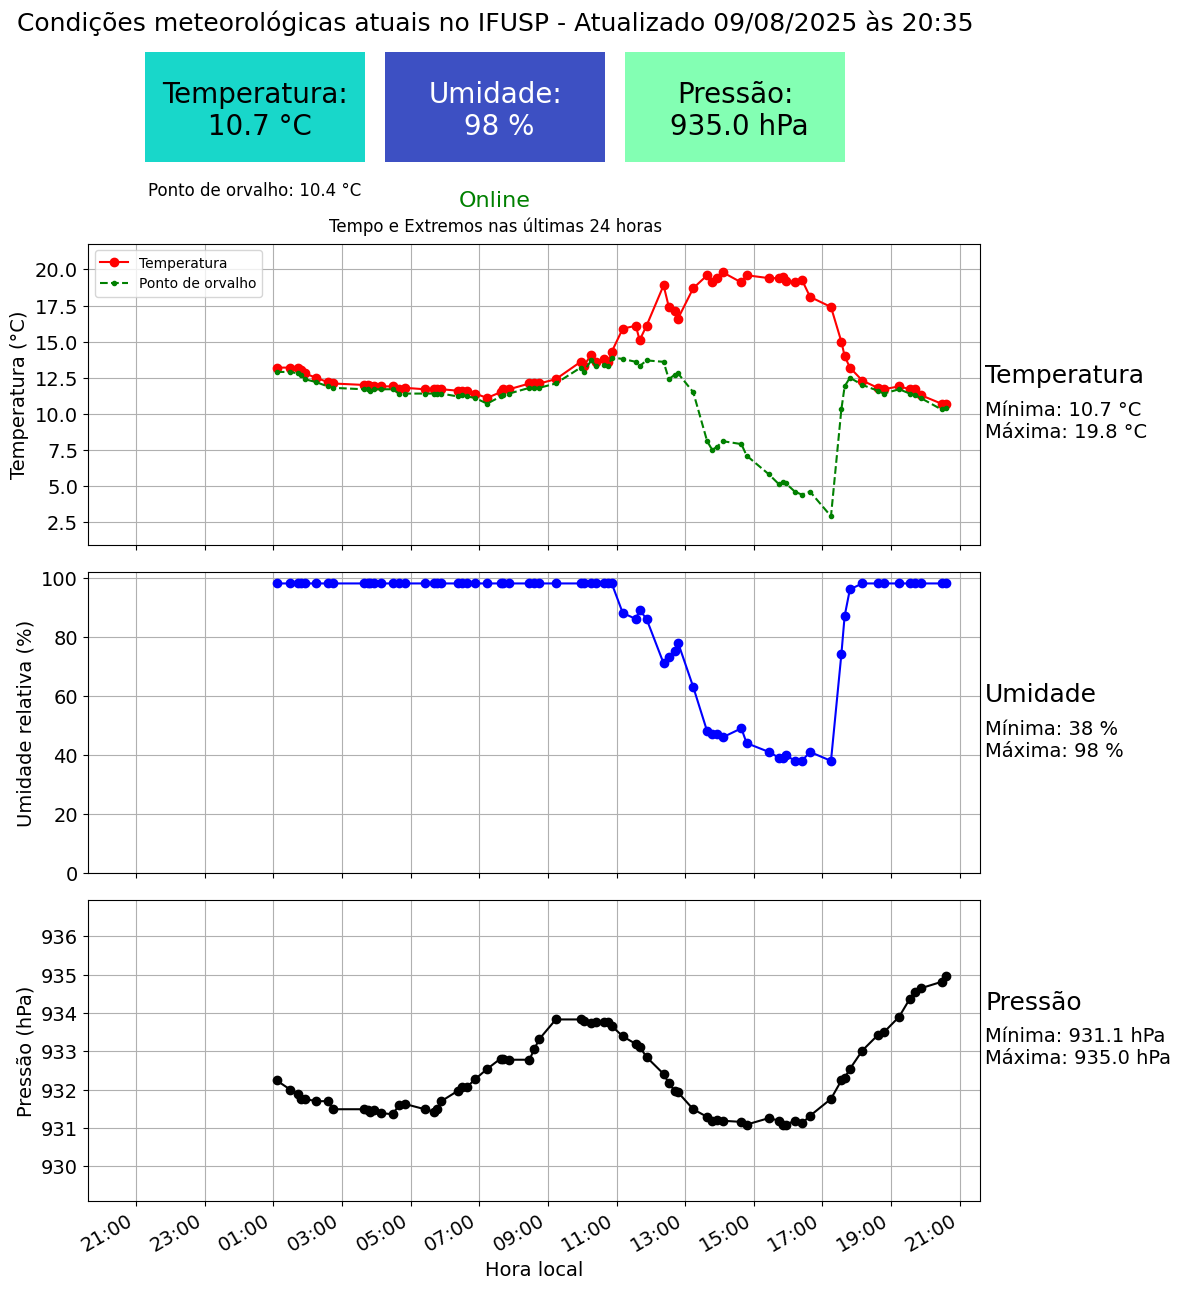 Condições meteorológicas atuais no IFUSP - Atualizado 09/08/2025 às 20:35
Temperatura:
10.7 °C
Umidade:
98 %
Pressão:
935.0 hPa
Ponto de orvalho: 10.4 °C
Online
Tempo e Extremos nas últimas 24 horas
Temperatura
Ponto de orvalho
Temperatura (°C)
20.0
17.5
15.0
12.5
10.0
7.5
5.0
2.5
Temperatura
Mínima: 10.7 °C
Máxima: 19.8 °C
Umidade relativa (%)
100
80
60
40
20
0
Umidade
Mínima: 38 %
Máxima: 98 %
Pressão (hPa)
936
935
934
933
932
931
930
Pressão
Mínima: 931.1 hPa
Máxima: 935.0 hPa
21:00
23:00
01:00
03:00
05:00
07:00
09:00
11:00
13:00
15:00
17:00
19:00
21:00
Hora local